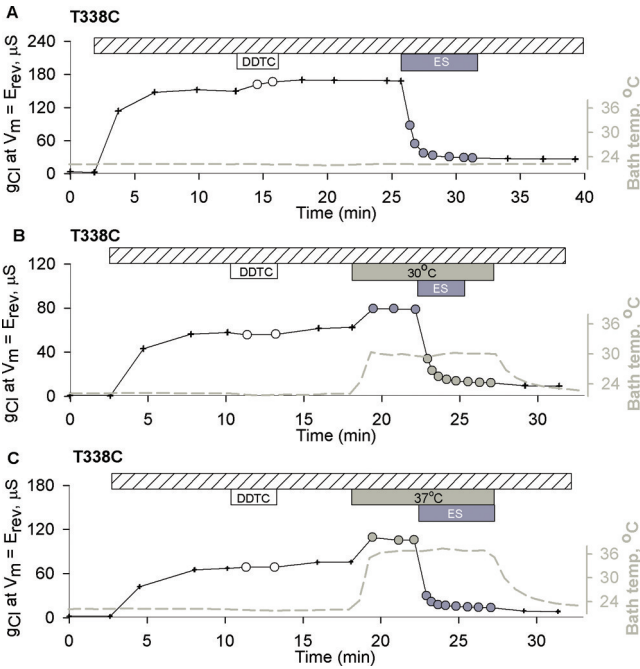 A
T338C
240
180
120
60
0
gCl at Vm = Erev, µS
DDTC
ES
36
30
24
Bath temp, °C
0 5 10 15 20 25 30 35 40
Time (min)
B
T338C
120
80
40
0
gCl at Vm = Erev, µS
30°C
DDTC
ES
36
30
24
Bath temp, °C
0 5 10 15 20 25 30
Time (min)
C
T338C
180
120
60
0
gCl at Vm = Erev, µS
DDTC
37°C
ES
36
30
24
Bath temp, °C
0 5 10 15 20 25 30
Time (min)